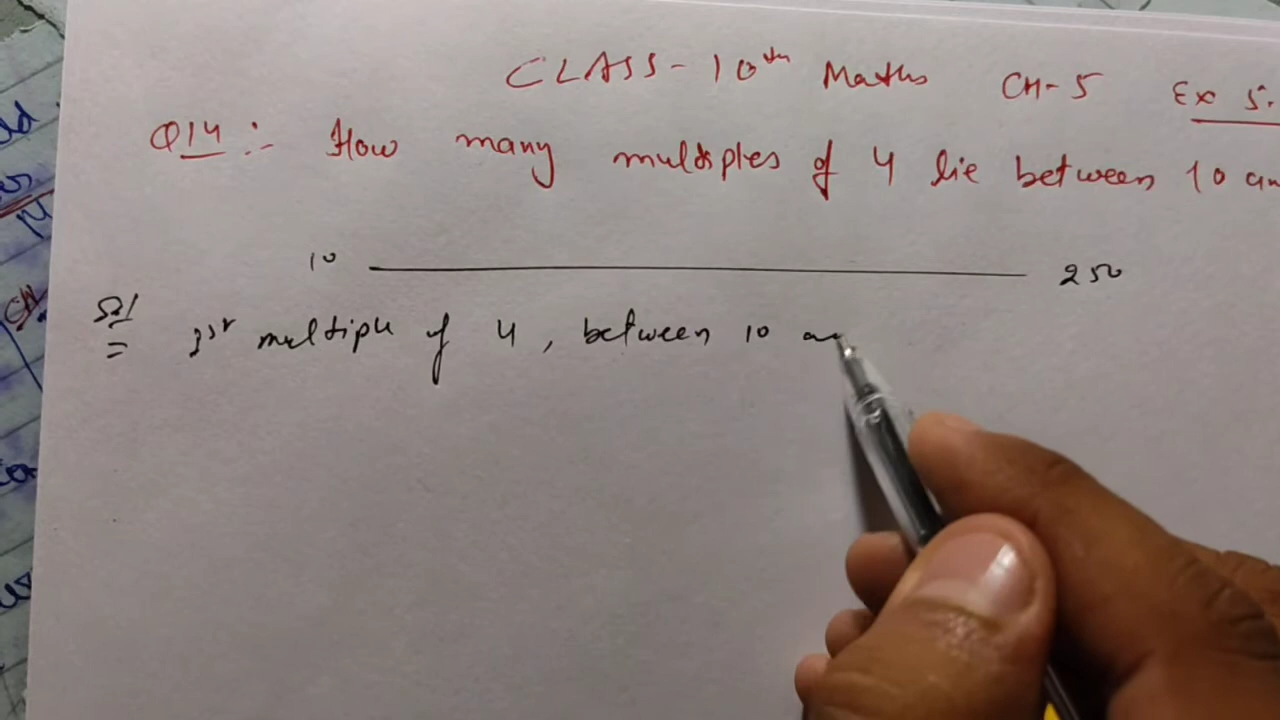 CLASS - 10th Maths CH-5 Ex 5.
Q14 :- How many multiples of 4 lie between 10 an
10 250
Sol 1st multiple of 4, between 10 an